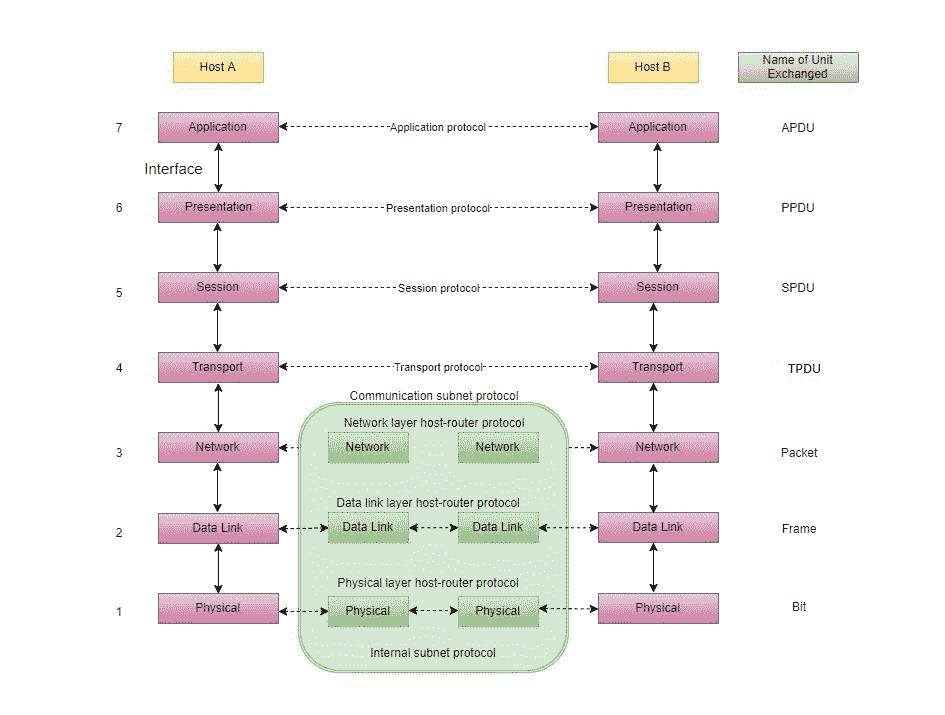 Host A
Host B
Name of Unit
Exchanged
7
Application
Application protocol
Application
APDU
Interface
6
Presentation
Presentation protocol
Presentation
PPDU
5
Session
Session protocol
Session
SPDU
4
Transport
Transport protocol
Transport
TPDU
Communication subnet protocol
Network layer host-router protocol
3
Network
Network
Network
Network
Packet
Data link layer host-router protocol
2
Data Link
Data Link
Data Link
Data Link
Frame
Physical layer host-router protocol
1
Physical
Physical
Physical
Physical
Bit
Internal subnet protocol